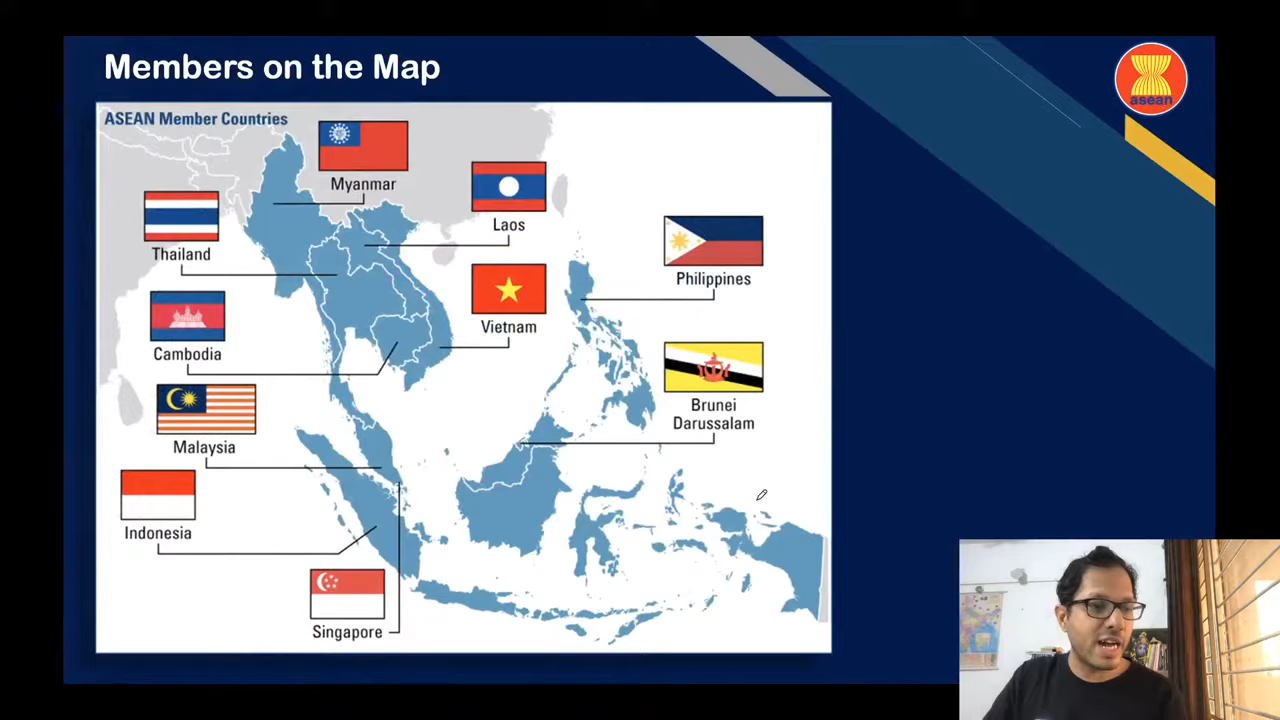 Members on the Map
asean
ASEAN Member Countries
Myanmar
Laos
Thailand
Philippines
Vietnam
Cambodia
Brunei
Darussalam
Malaysia
Indonesia
Singapore